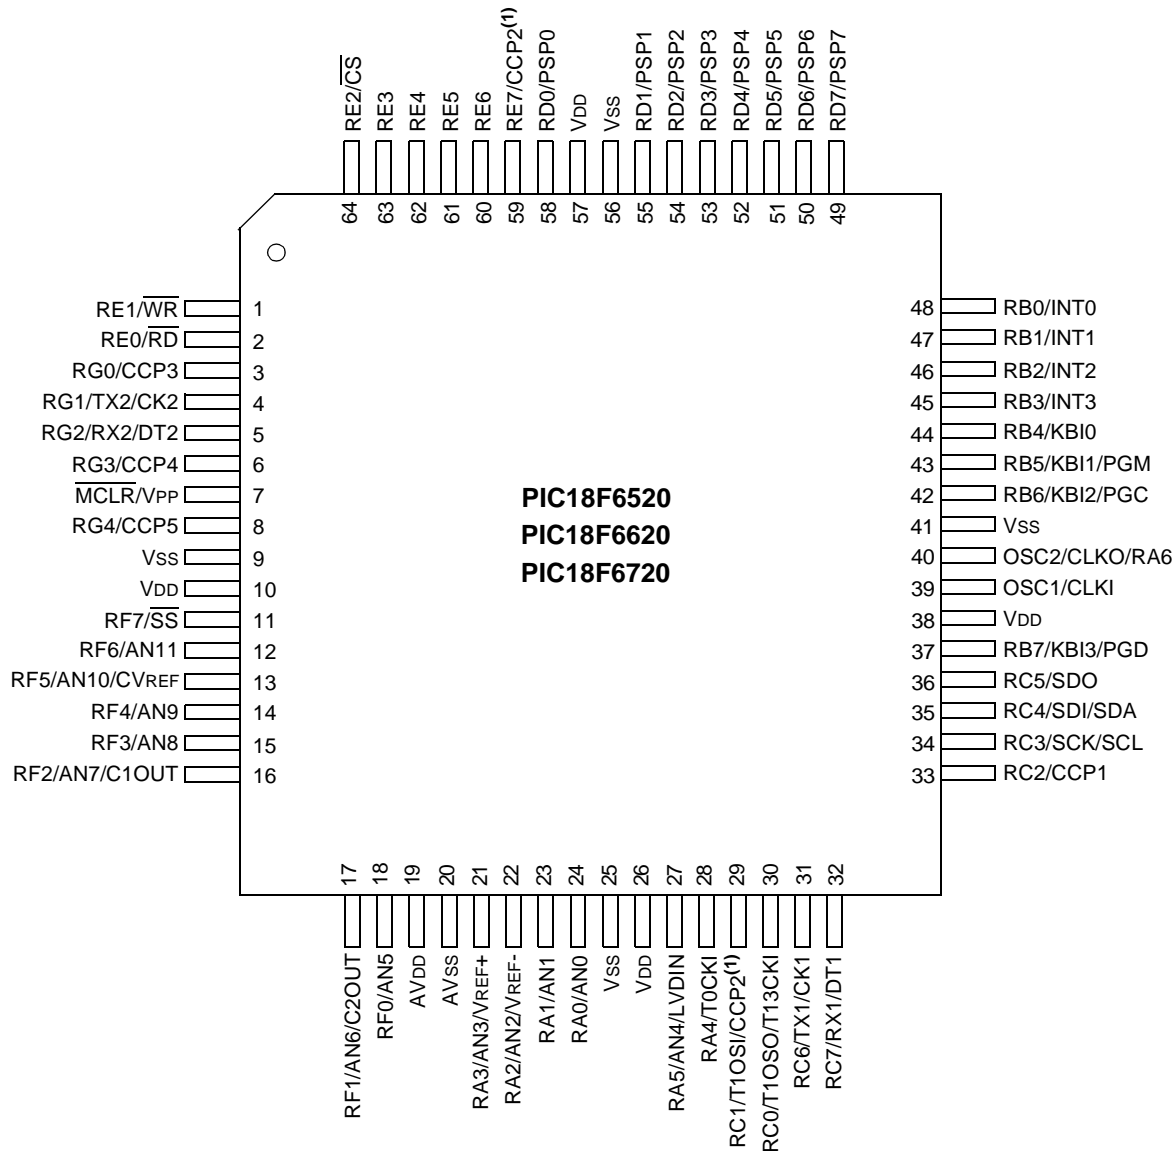 RE2/CS
RE3
RE4
RE5
RE6
RE7/CCP2(1)
RD0/PSP0
VDD
VSS
RD1/PSP1
RD2/PSP2
RD3/PSP3
RD4/PSP4
RD5/PSP5
RD6/PSP6
RD7/PSP7
64 63 62 61 60 59 58 57 56 55 54 53 52 51 50 49
RE1/WR 1
RE0/RD 2
RG0/CCP3 3
RG1/TX2/CK2 4
RG2/RX2/DT2 5
RG3/CCP4 6
MCLR/VPP 7
RG4/CCP5 8
VSS 9
VDD 10
RF7/SS 11
RF6/AN11 12
RF5/AN10/CVREF 13
RF4/AN9 14
RF3/AN8 15
RF2/AN7/C1OUT 16
PIC18F6520
PIC18F6620
PIC18F6720
48 RB0/INT0
47 RB1/INT1
46 RB2/INT2
45 RB3/INT3
44 RB4/KBI0
43 RB5/KBI1/PGM
42 RB6/KBI2/PGC
41 VSS
40 OSC2/CLKO/RA6
39 OSC1/CLKI
38 VDD
37 RB7/KBI3/PGD
36 RC5/SDO
35 RC4/SDI/SDA
34 RC3/SCK/SCL
33 RC2/CCP1
17 18 19 20 21 22 23 24 25 26 27 28 29 30 31 32
RF1/AN6/C2OUT
RF0/AN5
AVDD
AVSS
RA3/AN3/VREF+
RA2/AN2/VREF-
RA1/AN1
RA0/AN0
VSS
VDD
RA5/AN4/LVDIN
RA4/T0CKI
RC1/T1OSI/CCP2(1)
RC0/T1OSO/T13CKI
RC6/TX1/CK1
RC7/RX1/DT1